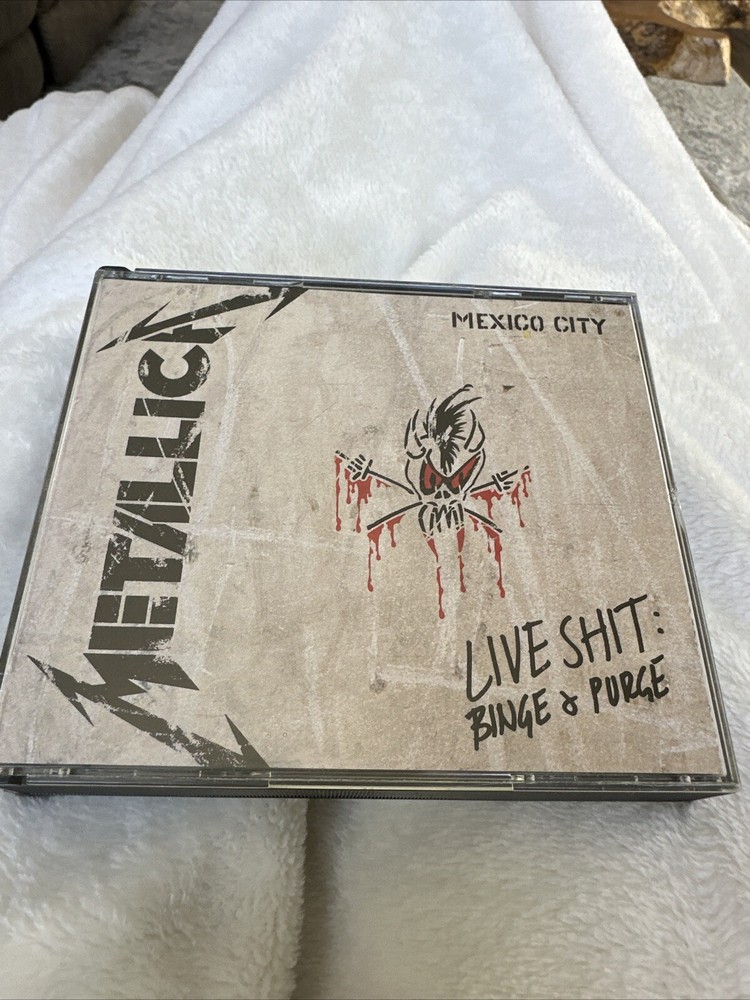 METALLICA
MEXICO CITY
LIVE SHIT:
BINGE & PURGE